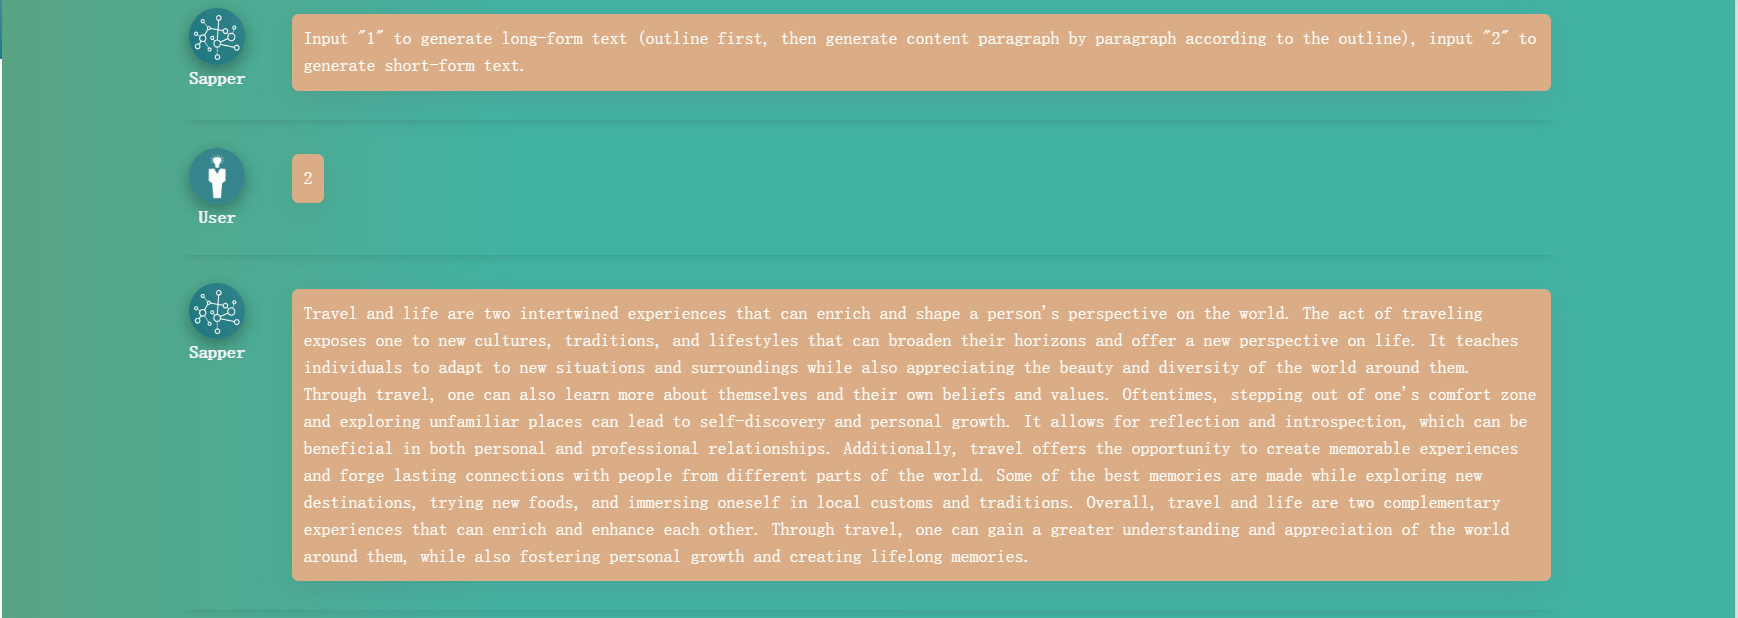 Input "1" to generate long-form text (outline first, then generate content paragraph by paragraph according to the outline), input "2" to
generate short-form text.
Sapper
2
User
Travel and life are two intertwined experiences that can enrich and shape a person's perspective on the world. The act of traveling
exposes one to new cultures, traditions, and lifestyles that can broaden their horizons and offer a new perspective on life. It teaches
individuals to adapt to new situations and surroundings while also appreciating the beauty and diversity of the world around them.
Through travel, one can also learn more about themselves and their own beliefs and values. Oftentimes, stepping out of one's comfort zone
and exploring unfamiliar places can lead to self-discovery and personal growth. It allows for reflection and introspection, which can be
beneficial in both personal and professional relationships. Additionally, travel offers the opportunity to create memorable experiences
and forge lasting connections with people from different parts of the world. Some of the best memories are made while exploring new
destinations, trying new foods, and immersing oneself in local customs and traditions. Overall, travel and life are two complementary
experiences that can enrich and enhance each other. Through travel, one can gain a greater understanding and appreciation of the world
around them, while also fostering personal growth and creating lifelong memories.
Sapper